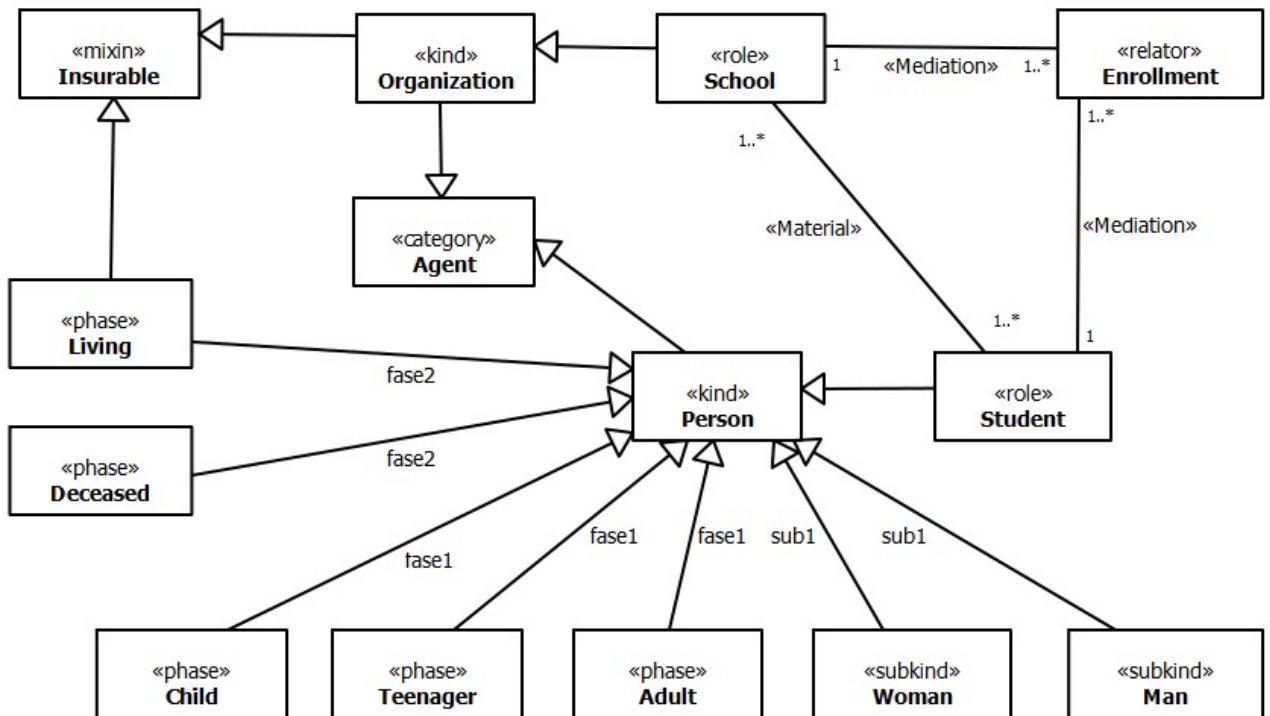 «mixin»
Insurable
«kind»
Organization
«role»
School
1
«Mediation»
1..*
«relator»
Enrollment
1..*
1..*
«category»
Agent
«Material»
«Mediation»
«phase»
Living
1..*
1
fase2
«kind»
Person
«role»
Student
«phase»
Deceased
fase2
fase1
fase1
fase1
sub1
sub1
«phase»
Child
«phase»
Teenager
«phase»
Adult
«subkind»
Woman
«subkind»
Man